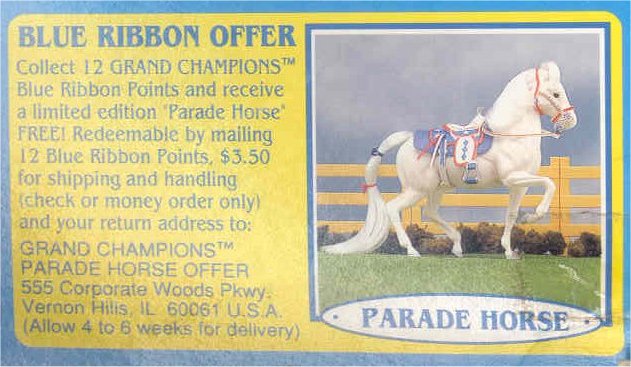 BLUE RIBBON OFFER
Collect 12 GRAND CHAMPIONS™
Blue Ribbon Points and receive
a limited edition "Parade Horse"
FREE! Redeemable by mailing
12 Blue Ribbon Points, $3.50
for shipping and handling
(check or money order only)
and your return address to:
GRAND CHAMPIONS™
PARADE HORSE OFFER
555 Corporate Woods Pkwy.
Vernon Hills, IL 60061 U.S.A.
(Allow 4 to 6 weeks for delivery)
· PARADE HORSE ·